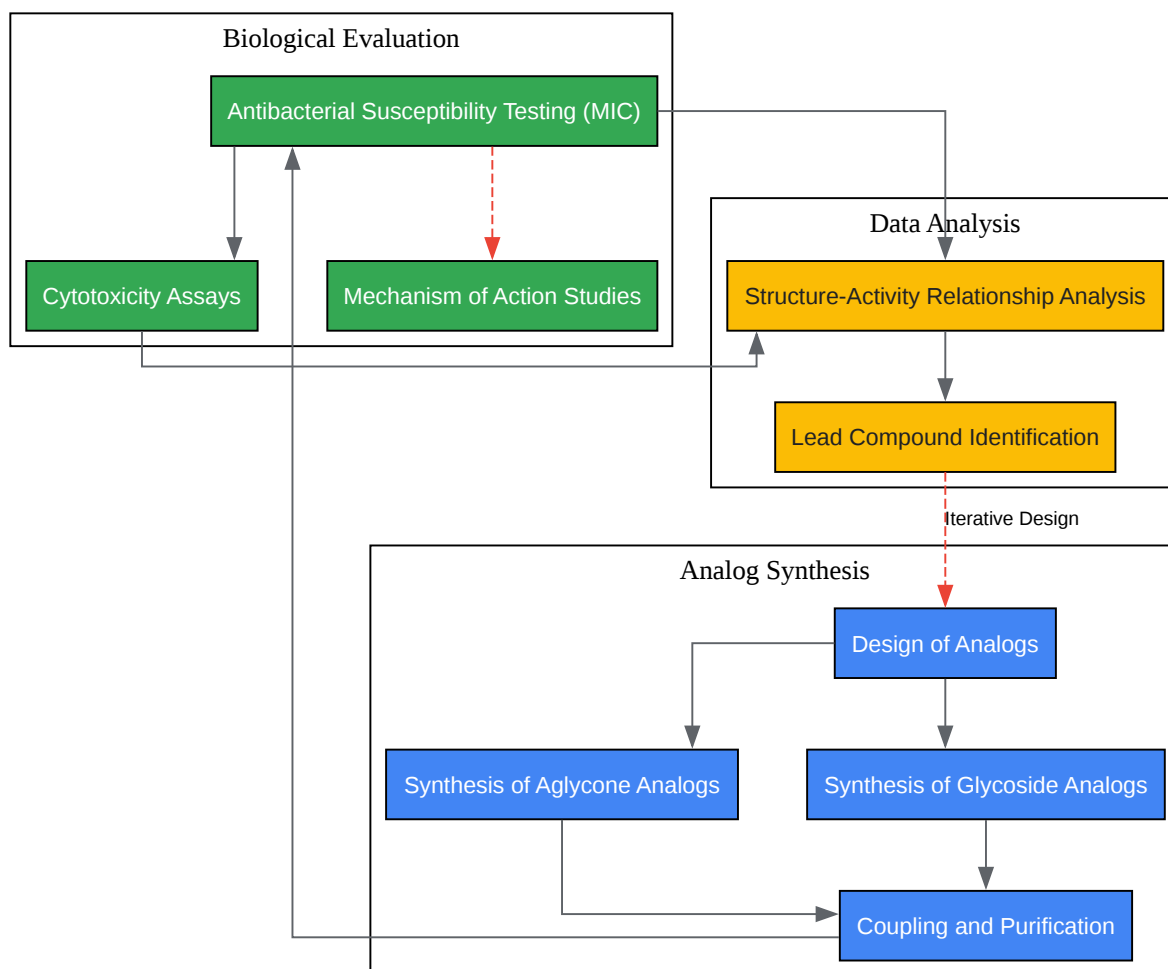 Biological Evaluation
Antibacterial Susceptibility Testing (MIC)
Cytotoxicity Assays
Mechanism of Action Studies
Data Analysis
Structure-Activity Relationship Analysis
Lead Compound Identification
Iterative Design
Analog Synthesis
Design of Analogs
Synthesis of Aglycone Analogs
Synthesis of Glycoside Analogs
Coupling and Purification